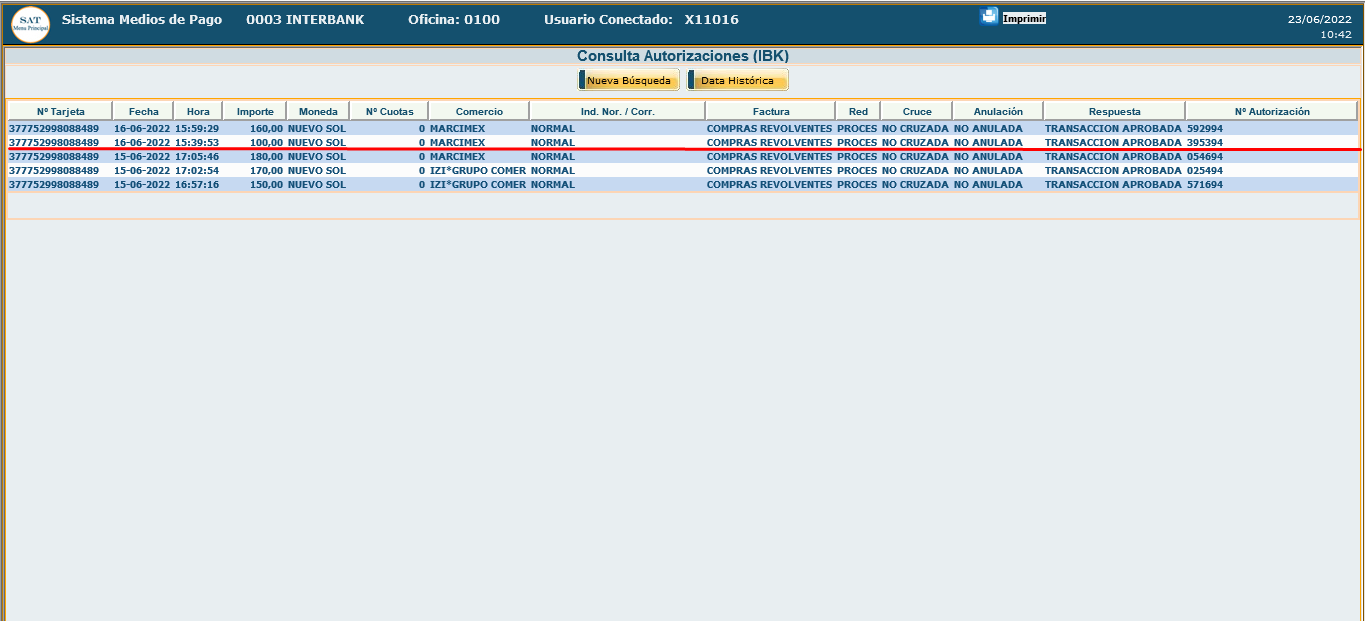 SAT Sistema Medios de Pago 0003 INTERBANK Oficina: 0100 Usuario Conectado: X11016 Imprimir 23/06/2022
Menu Principal 10:42
Consulta Autorizaciones (IBK)
Nueva Búsqueda Data Histórica
Nº Tarjeta Fecha Hora Importe Moneda Nº Cuotas Comercio Ind. Nor. / Corr. Factura Red Cruce Anulación Respuesta Nº Autorización
377752998088489 16-06-2022 15:59:29 160,00 NUEVO SOL 0 MARCIMEX NORMAL COMPRAS REVOLVENTES PROCES NO CRUZADA NO ANULADA TRANSACCION APROBADA 592994
377752998088489 16-06-2022 15:39:53 100,00 NUEVO SOL 0 MARCIMEX NORMAL COMPRAS REVOLVENTES PROCES NO CRUZADA NO ANULADA TRANSACCION APROBADA 395394
377752998088489 15-06-2022 17:05:46 180,00 NUEVO SOL 0 MARCIMEX NORMAL COMPRAS REVOLVENTES PROCES NO CRUZADA NO ANULADA TRANSACCION APROBADA 054694
377752998088489 15-06-2022 17:02:54 170,00 NUEVO SOL 0 IZI*GRUPO COMER NORMAL COMPRAS REVOLVENTES PROCES NO CRUZADA NO ANULADA TRANSACCION APROBADA 025494
377752998088489 15-06-2022 16:57:16 150,00 NUEVO SOL 0 IZI*GRUPO COMER NORMAL COMPRAS REVOLVENTES PROCES NO CRUZADA NO ANULADA TRANSACCION APROBADA 571694